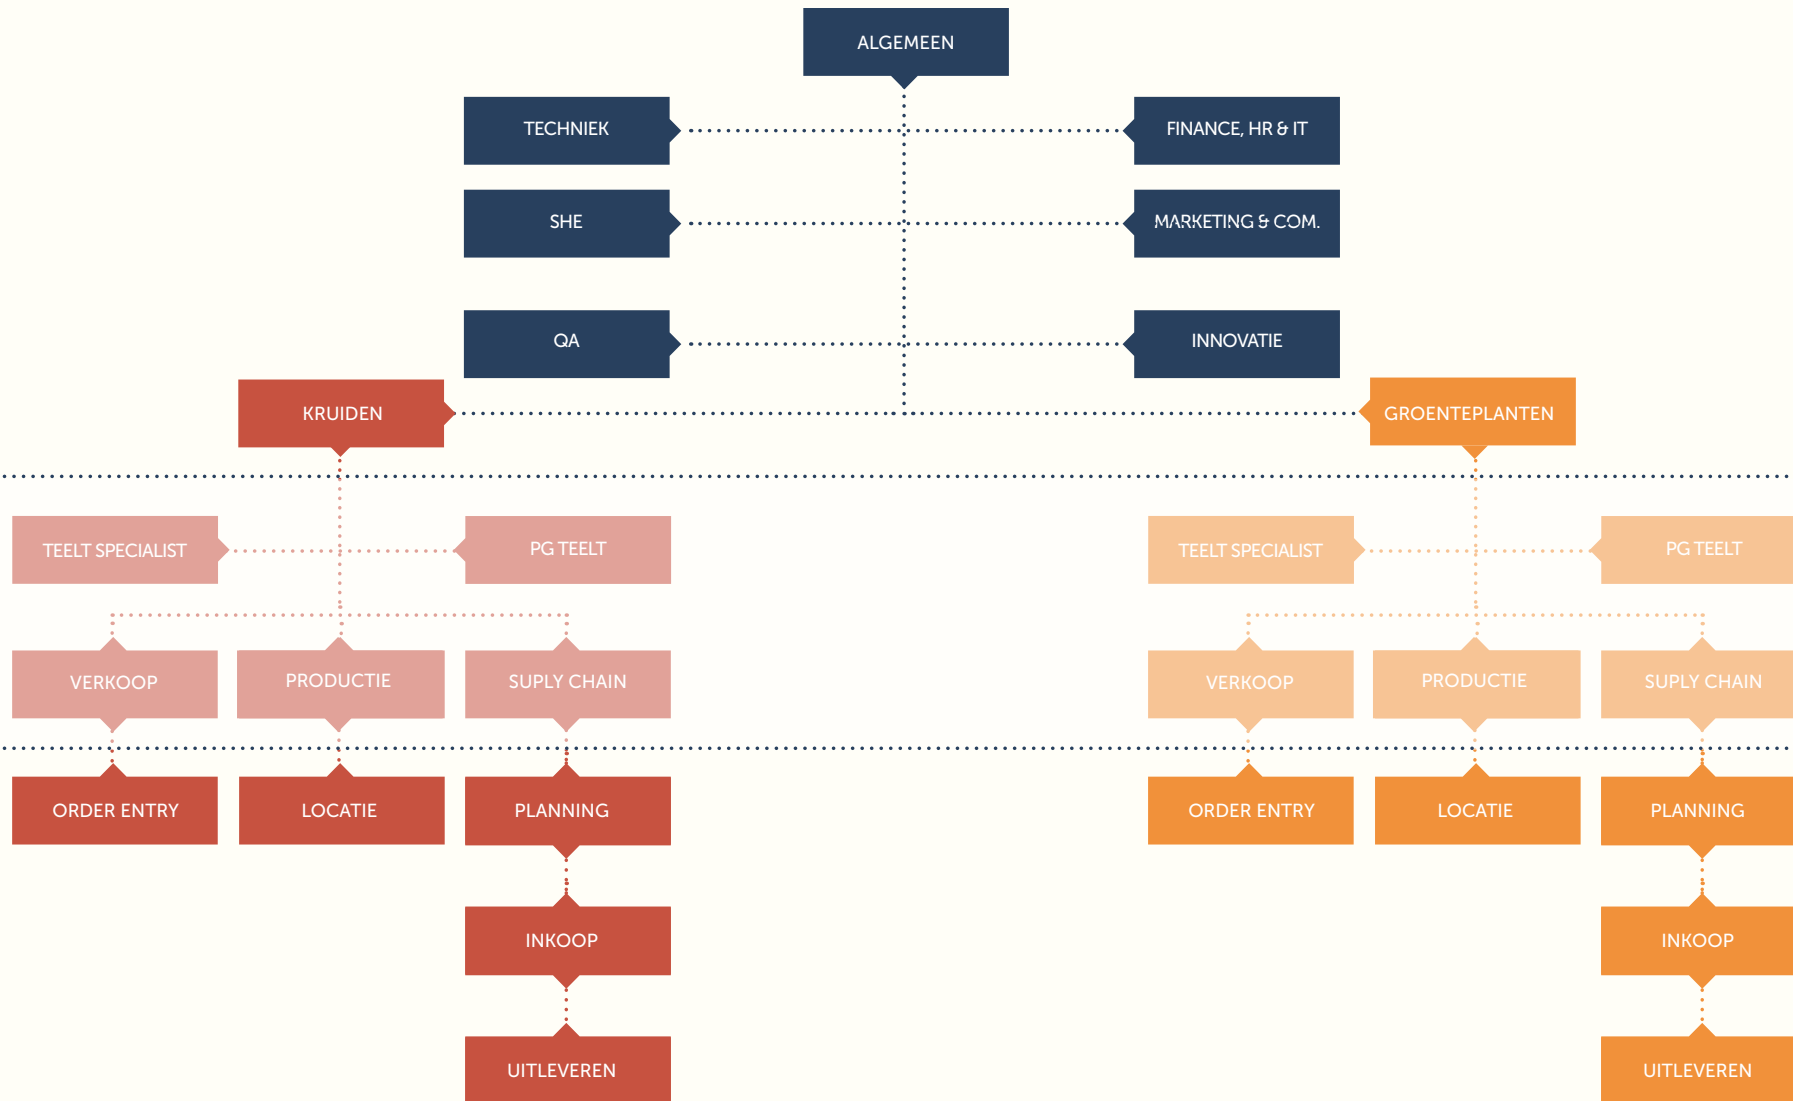 ALGEMEEN
TECHNIEK
FINANCE, HR & IT
SHE
MARKETING & COM.
QA
INNOVATIE
KRUIDEN
GROENTEPLANTEN
TEELT SPECIALIST
PG TEELT
TEELT SPECIALIST
PG TEELT
VERKOOP
PRODUCTIE
SUPLY CHAIN
VERKOOP
PRODUCTIE
SUPLY CHAIN
ORDER ENTRY
LOCATIE
PLANNING
ORDER ENTRY
LOCATIE
PLANNING
INKOOP
INKOOP
UITLEVEREN
UITLEVEREN